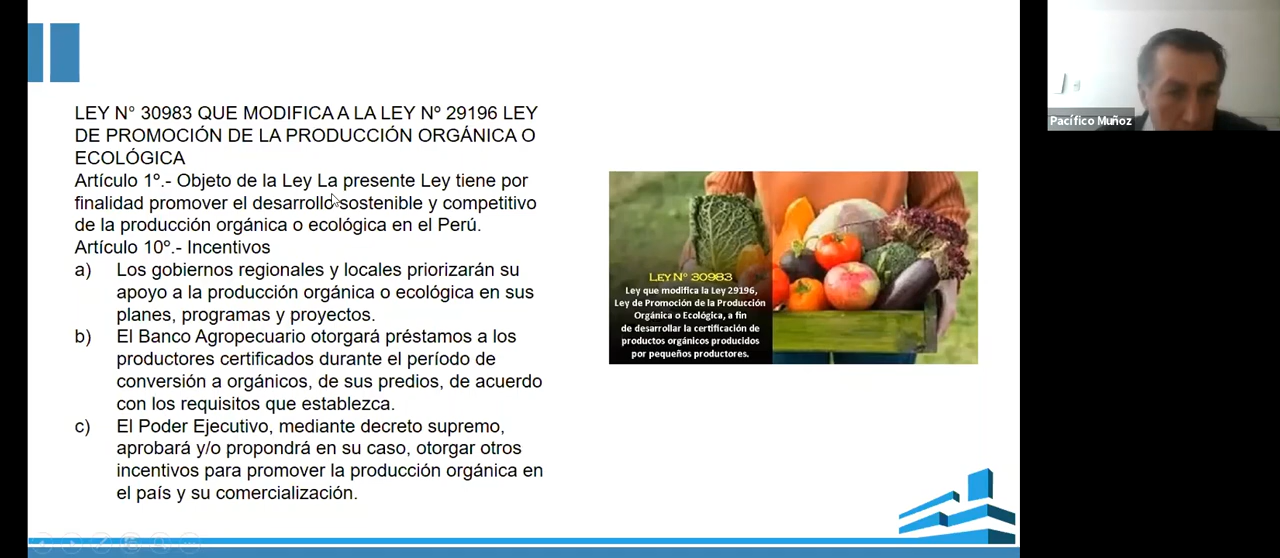 LEY N° 30983 QUE MODIFICA A LA LEY Nº 29196 LEY
DE PROMOCIÓN DE LA PRODUCCIÓN ORGÁNICA O
ECOLÓGICA
Artículo 1º.- Objeto de la Ley La presente Ley tiene por
finalidad promover el desarrollo sostenible y competitivo
de la producción orgánica o ecológica en el Perú.
Artículo 10º.- Incentivos
a) Los gobiernos regionales y locales priorizarán su
apoyo a la producción orgánica o ecológica en sus
planes, programas y proyectos.
b) El Banco Agropecuario otorgará préstamos a los
productores certificados durante el período de
conversión a orgánicos, de sus predios, de acuerdo
con los requisitos que establezca.
c) El Poder Ejecutivo, mediante decreto supremo,
aprobará y/o propondrá en su caso, otorgar otros
incentivos para promover la producción orgánica en
el país y su comercialización.
LEY Nº 30983
Ley que modifica la Ley 29196,
Ley de Promoción de la Producción
Orgánica o Ecológica, a fin
de desarrollar la certificación de
productos orgánicos producidos
por pequeños productores.
Pacífico Muñoz